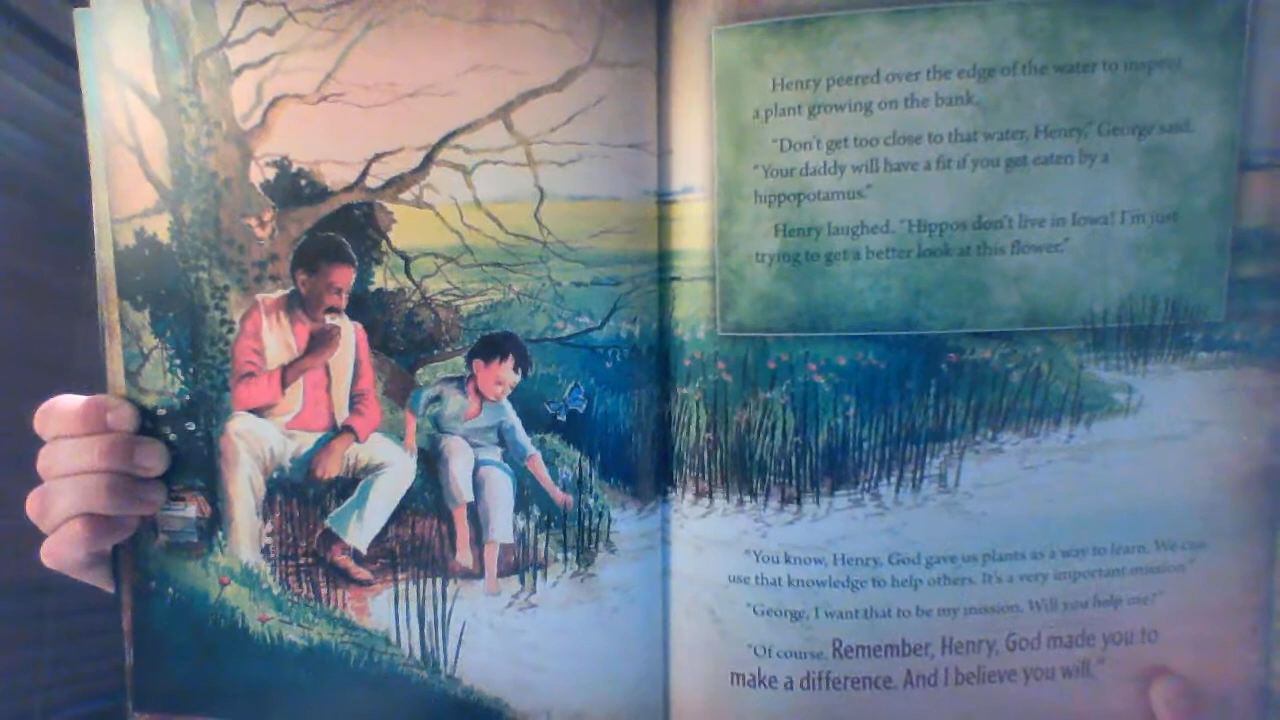 Henry peered over the edge of the water to inspect
a plant growing on the bank.
"Don't get too close to that water, Henry," George said.
"Your daddy will have a fit if you get eaten by a
hippopotamus."
Henry laughed. "Hippos don't live in Iowa! I'm just
trying to get a better look at this flower."
"You know, Henry, God gave us plants as a way to learn. We can
use that knowledge to help others. It's a very important mission."
"George, I want that to be my mission. Will you help me?"
"Of course. Remember, Henry, God made you to
make a difference. And I believe you will."